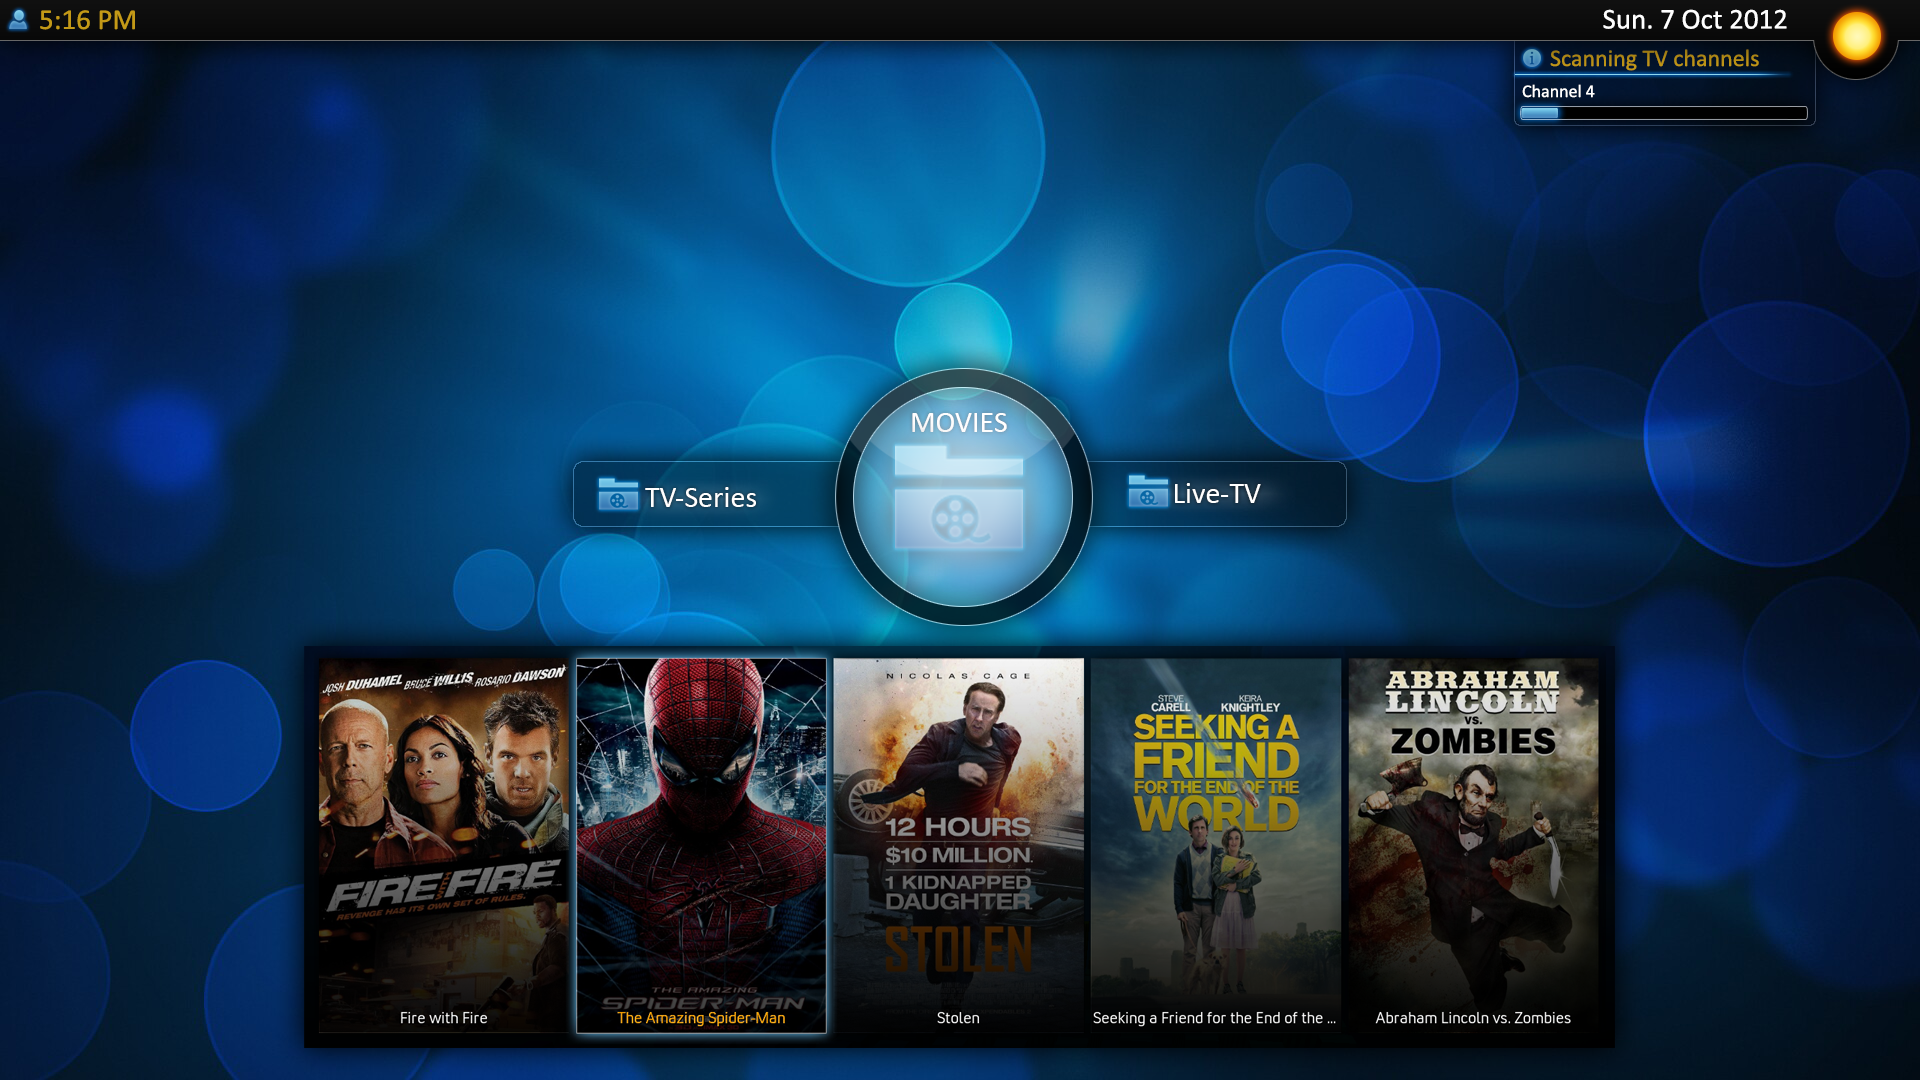 5:16 PM
Sun. 7 Oct 2012
Scanning TV channels
Channel 4
MOVIES
TV-Series
Live-TV
JOSH DUHAMEL BRUCE WILLIS ROSARIO DAWSON
FIRE WITH FIRE
REVENGE HAS ITS OWN SET OF RULES.
Fire with Fire
THE AMAZING
SPIDER-MAN
The Amazing Spider-Man
NICOLAS CAGE
12 HOURS
$10 MILLION.
1 KIDNAPPED
DAUGHTER.
STOLEN
Stolen
STEVE CARELL
KEIRA KNIGHTLEY
SEEKING A
FRIEND
FOR THE END OF THE
WORLD
Seeking a Friend for the End of the ...
ABRAHAM
LINCOLN
VS.
ZOMBIES
Abraham Lincoln vs. Zombies